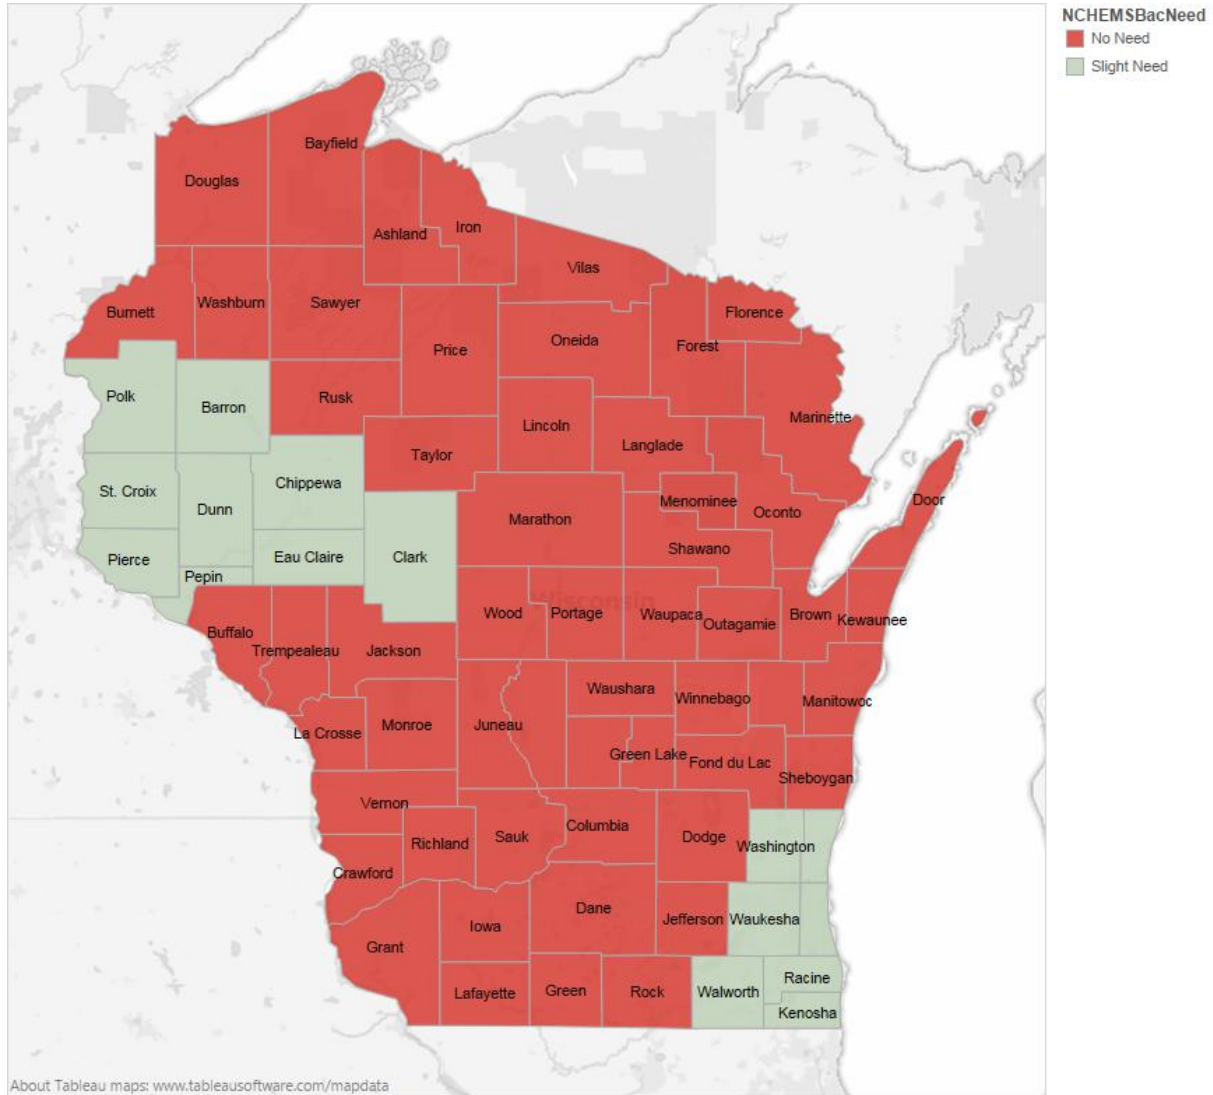 NCHEMSBacNeed
No Need
Slight Need
Bayfield
Douglas
Ashland
Iron
Vilas
Burnett
Washburn
Sawyer
Florence
Price
Oneida
Forest
Polk
Barron
Rusk
Lincoln
Marinette
Langlade
Taylor
St. Croix
Chippewa
Dunn
Menominee
Door
Marathon
Oconto
Pierce
Eau Claire
Clark
Shawano
Pepin
Wisconsin
Wood
Portage
Waupaca
Outagamie
Brown
Kewaunee
Buffalo
Trempealeau
Jackson
Waushara
Winnebago
Manitowoc
La Crosse
Monroe
Juneau
Green Lake
Fond du Lac
Sheboygan
Vernon
Richland
Sauk
Columbia
Dodge
Washington
Crawford
Dane
Jefferson
Waukesha
Grant
Iowa
Lafayette
Green
Rock
Walworth
Racine
Kenosha
About Tableau maps: www.tableausoftware.com/mapdata